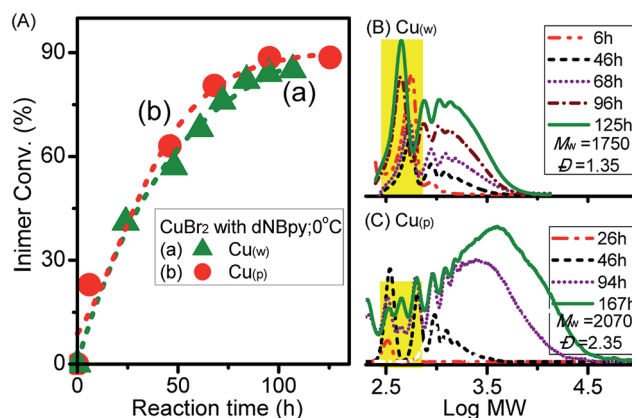 (A)
Inimer Conv. (%)
90
60
30
0
(b)
(a)
CuBr2 with dNBpy;0°C
(a) Cu(w)
(b) Cu(p)
0 50 100
Reaction time (h)
(B) Cu(w)
6h
46h
68h
96h
125h
Mw =1750
Đ =1.35
(C) Cu(p)
26h
46h
94h
167h
Mw =2070
Đ =2.35
2.5 3.5 4.5
Log MW